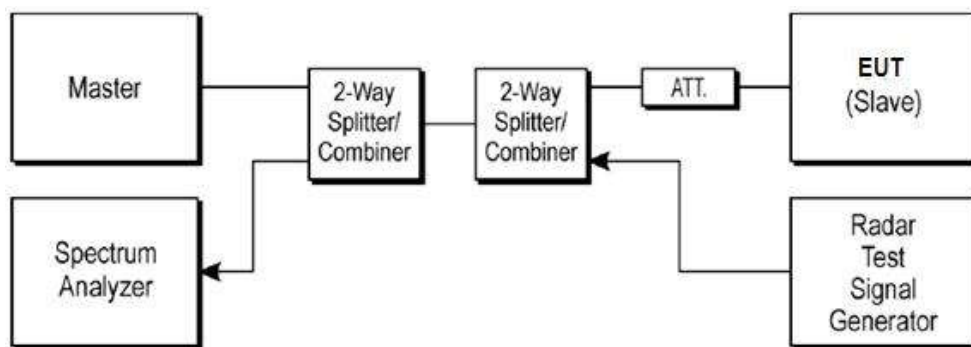 Master
2-Way
Splitter/
Combiner
2-Way
Splitter/
Combiner
ATT.
EUT
(Slave)
Spectrum
Analyzer
Radar
Test
Signal
Generator